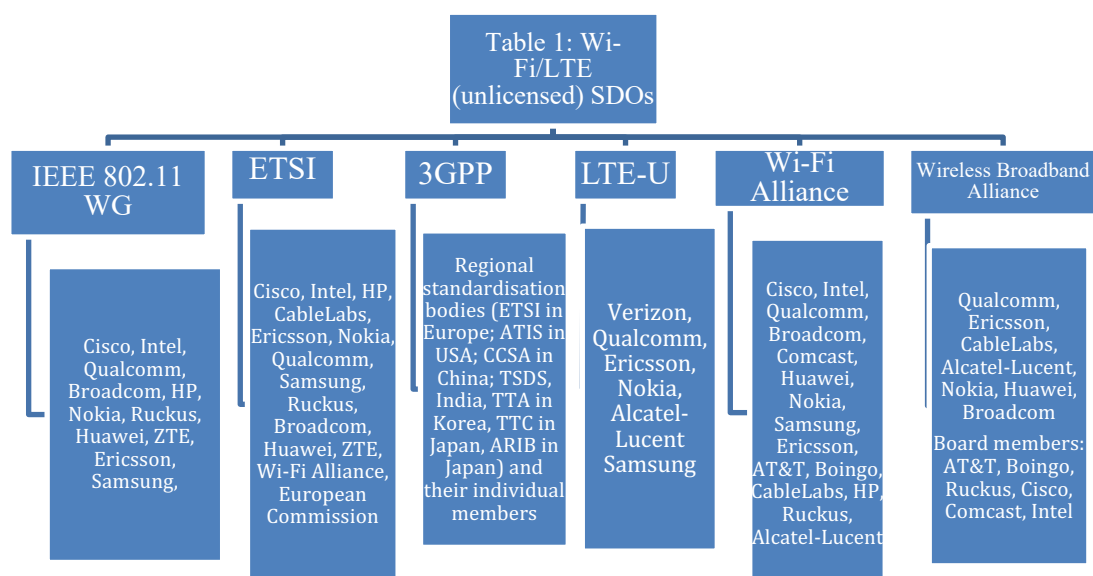 Table 1: Wi-
Fi/LTE
(unlicensed) SDOs
IEEE 802.11
WG
Cisco, Intel,
Qualcomm,
Broadcom, HP,
Nokia, Ruckus,
Huawei, ZTE,
Ericsson,
Samsung,
ETSI
Cisco, Intel, HP,
CableLabs,
Ericsson, Nokia,
Qualcomm,
Samsung,
Ruckus,
Broadcom,
Huawei, ZTE,
Wi-Fi Alliance,
European
Commission
3GPP
Regional
standardisation
bodies (ETSI in
Europe; ATIS in
USA; CCSA in
China; TSDS,
India, TTA in
Korea, TTC in
Japan, ARIB in
Japan) and
their individual
members
LTE-U
Verizon,
Qualcomm,
Ericsson,
Nokia,
Alcatel-
Lucent
Samsung
Wi-Fi
Alliance
Cisco, Intel,
Qualcomm,
Broadcom,
Comcast,
Huawei,
Nokia,
Samsung,
Ericsson,
AT&T, Boingo,
CableLabs, HP,
Ruckus,
Alcatel-Lucent
Wireless Broadband
Alliance
Qualcomm,
Ericsson,
CableLabs,
Alcatel-Lucent,
Nokia, Huawei,
Broadcom
Board members:
AT&T, Boingo,
Ruckus, Cisco,
Comcast, Intel